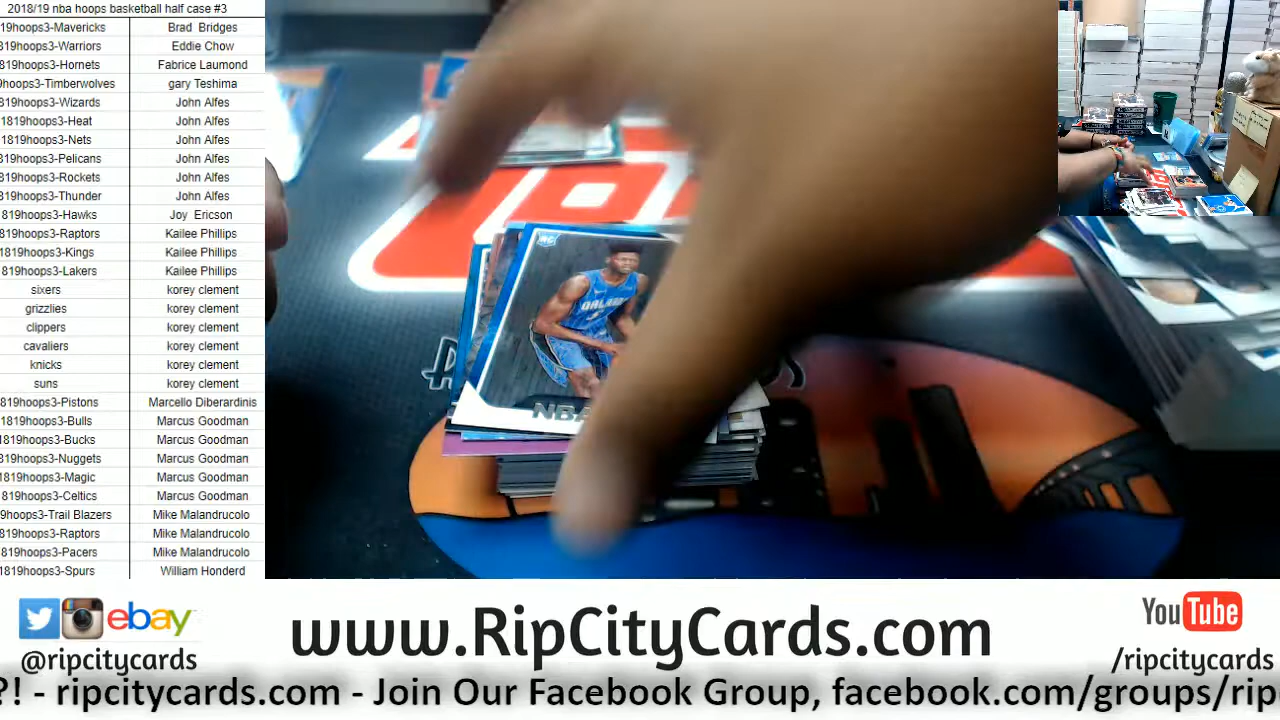 2018/19 nba hoops basketball half case #3
19hoops3-Mavericks Brad Bridges
819hoops3-Warriors Eddie Chow
819hoops3-Hornets Fabrice Laumond
9hoops3-Timberwolves gary Teshima
819hoops3-Wizards John Alfes
1819hoops3-Heat John Alfes
1819hoops3-Nets John Alfes
819hoops3-Pelicans John Alfes
819hoops3-Rockets John Alfes
819hoops3-Thunder John Alfes
819hoops3-Hawks Joy Ericson
819hoops3-Raptors Kailee Phillips
1819hoops3-Kings Kailee Phillips
819hoops3-Lakers Kailee Phillips
sixers korey clement
grizzlies korey clement
clippers korey clement
cavaliers korey clement
knicks korey clement
suns korey clement
819hoops3-Pistons Marcello Diberardinis
1819hoops3-Bulls Marcus Goodman
819hoops3-Bucks Marcus Goodman
819hoops3-Nuggets Marcus Goodman
819hoops3-Magic Marcus Goodman
819hoops3-Celtics Marcus Goodman
9hoops3-Trail Blazers Mike Malandrucolo
819hoops3-Raptors Mike Malandrucolo
819hoops3-Pacers Mike Malandrucolo
1819hoops3-Spurs William Honderd
ORLAN
NBA
ebay
@ripcitycards
www.RipCityCards.com
YouTube
/ripcitycards
?! - ripcitycards.com - Join Our Facebook Group, facebook.com/groups/rip